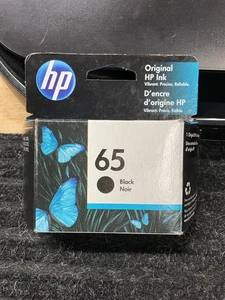 hp
Original
HP Ink
Vibrant. Precise. Reliable.
D'encre
d'origine HP
65
Black
Noir